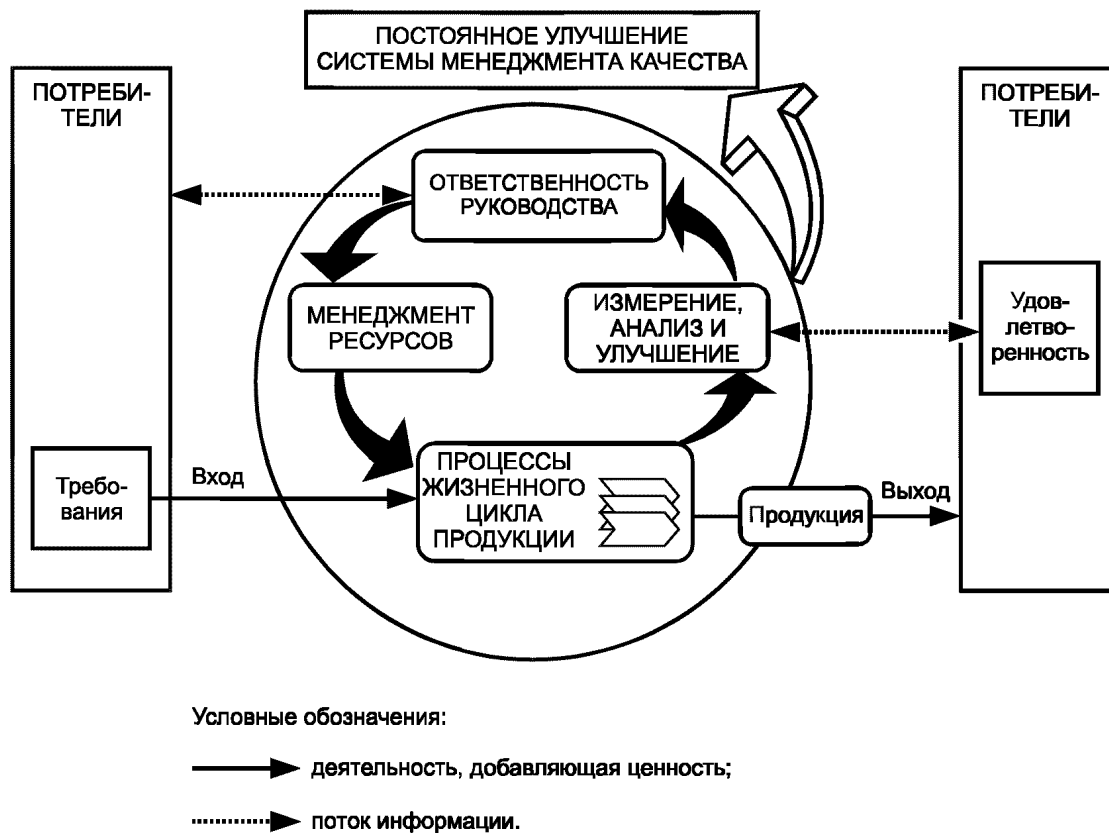 ПОСТОЯННОЕ УЛУЧШЕНИЕ
СИСТЕМЫ МЕНЕДЖМЕНТА КАЧЕСТВА
ПОТРЕБИ-
ТЕЛИ
ПОТРЕБИ-
ТЕЛИ
ОТВЕТСТВЕННОСТЬ
РУКОВОДСТВА
МЕНЕДЖМЕНТ
РЕСУРСОВ
ИЗМЕРЕНИЕ,
АНАЛИЗ И
УЛУЧШЕНИЕ
Удов-
летво-
ренность
Требо-
вания
Вход
ПРОЦЕССЫ
ЖИЗНЕННОГО
ЦИКЛА
ПРОДУКЦИИ
Продукция
Выход
Условные обозначения:
деятельность, добавляющая ценность;
поток информации.